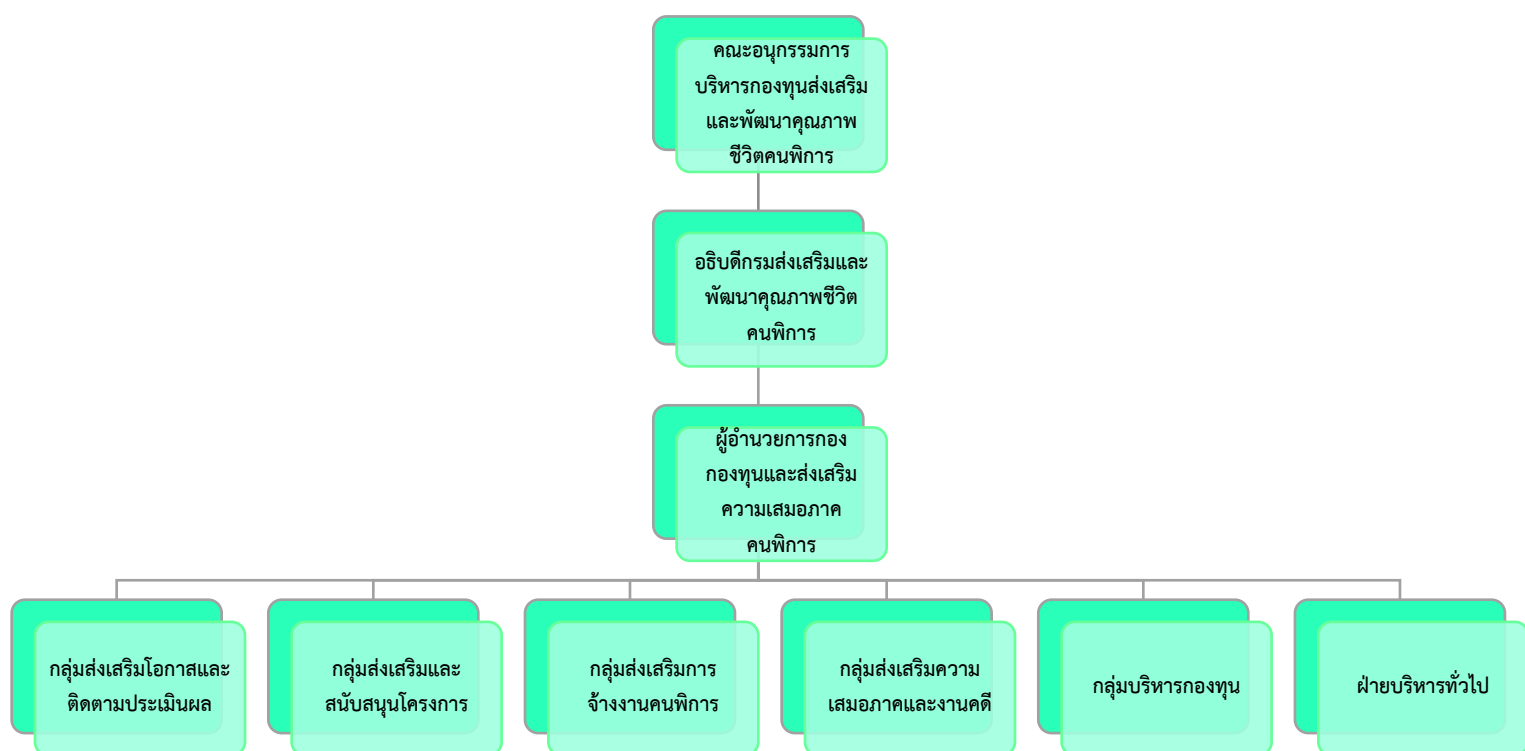 คณะอนุกรรมการ
บริหารกองทุนส่งเสริม
และพัฒนาคุณภาพ
ชีวิตคนพิการ
อธิบดีกรมส่งเสริมและ
พัฒนาคุณภาพชีวิต
คนพิการ
ผู้อำนวยการกอง
กองทุนและส่งเสริม
ความเสมอภาค
คนพิการ
กลุ่มส่งเสริมโอกาสและ
ติดตามประเมินผล
กลุ่มส่งเสริมและ
สนับสนุนโครงการ
กลุ่มส่งเสริมการ
จ้างงานคนพิการ
กลุ่มส่งเสริมความ
เสมอภาคและงานคดี
กลุ่มบริหารกองทุน
ฝ่ายบริหารทั่วไป